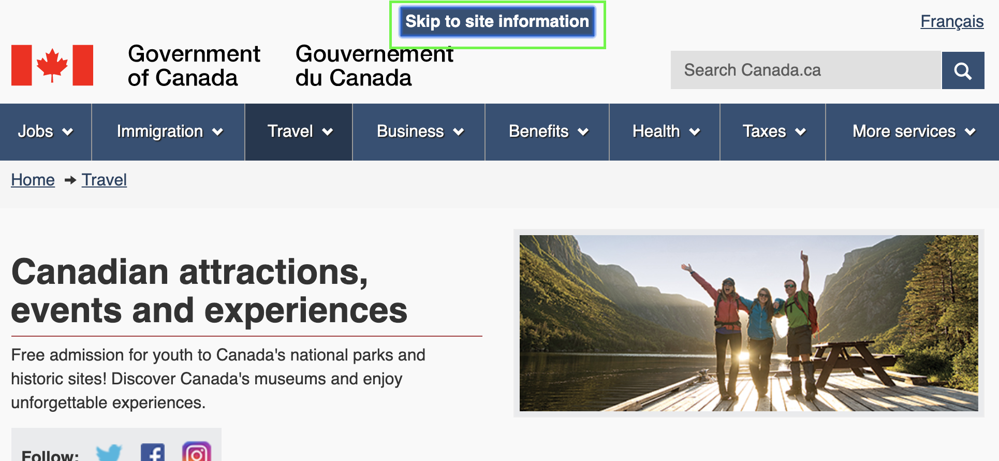 Skip to site information
Français
Government
of Canada
Gouvernement
du Canada
Search Canada.ca
Jobs
Immigration
Travel
Business
Benefits
Health
Taxes
More services
Home
Travel
Canadian attractions,
events and experiences
Free admission for youth to Canada's national parks and
historic sites! Discover Canada's museums and enjoy
unforgettable experiences.
Follow: